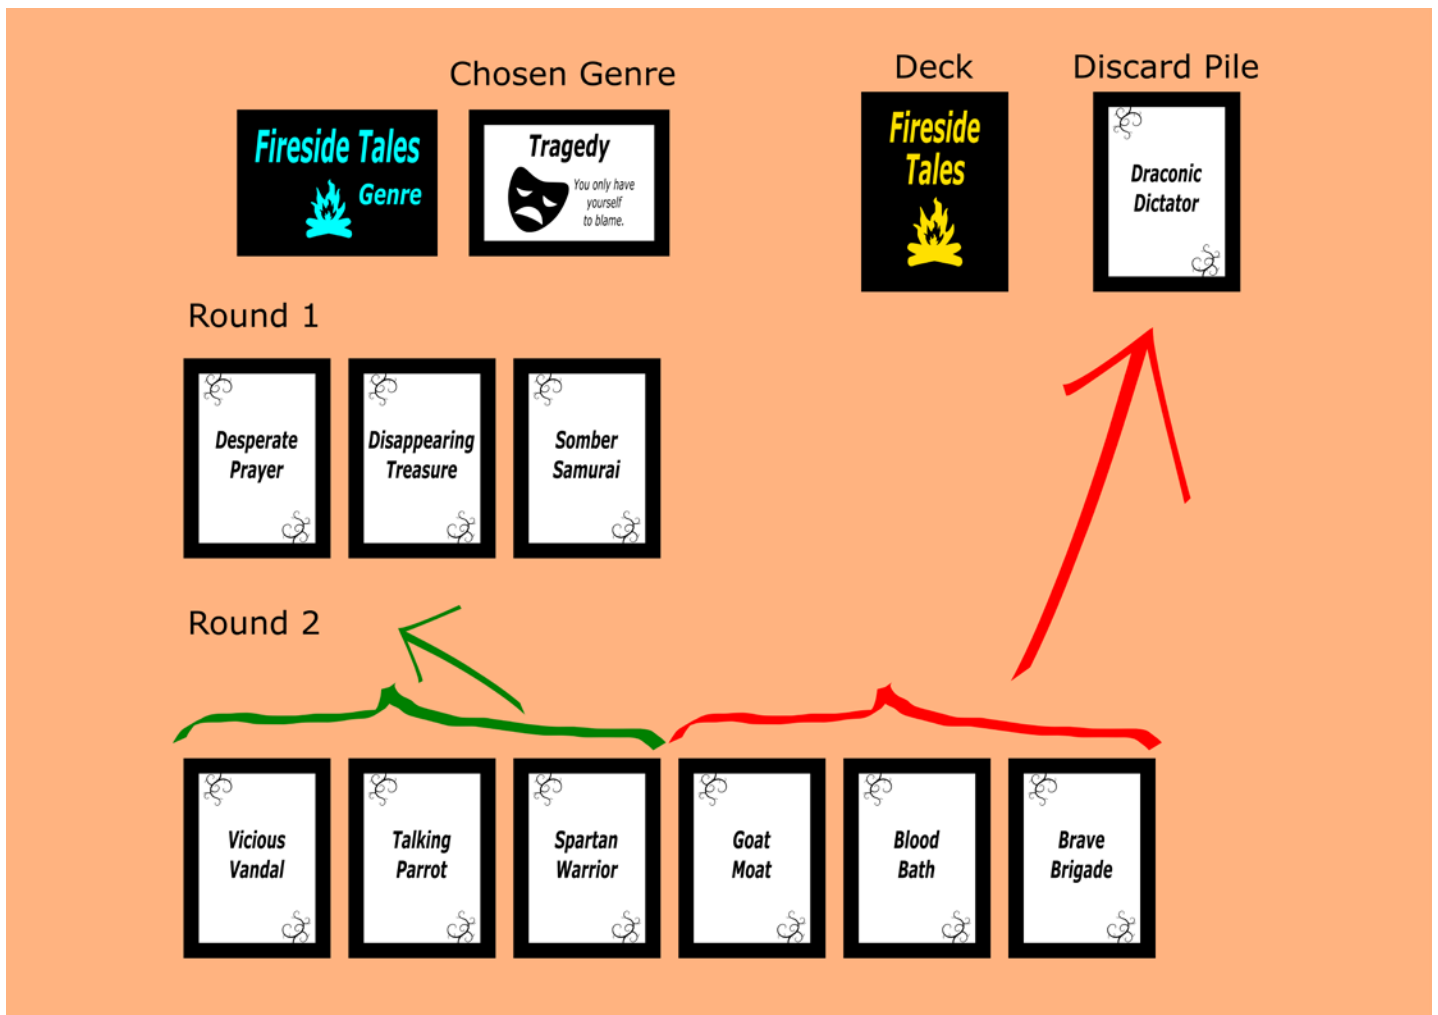 Chosen Genre
Deck
Discard Pile
Fireside Tales
Genre
Tragedy
You only have
yourself
to blame.
Fireside
Tales
Draconic
Dictator
Round 1
Desperate
Prayer
Disappearing
Treasure
Somber
Samurai
Round 2
Vicious
Vandal
Talking
Parrot
Spartan
Warrior
Goat
Moat
Blood
Bath
Brave
Brigade